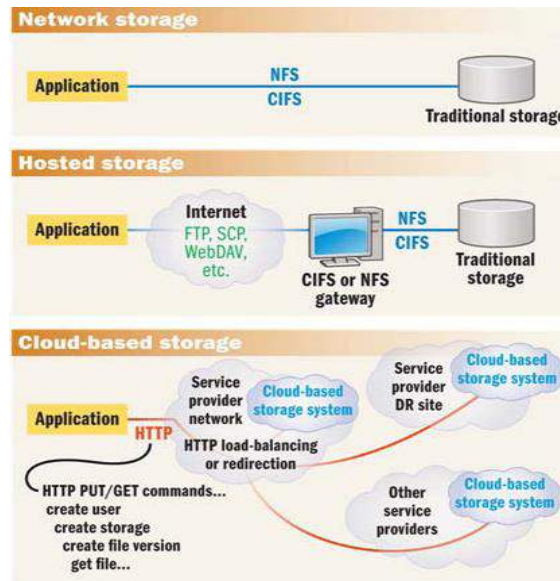 Network storage
Application
NFS
CIFS
Traditional storage
Hosted storage
Application
Internet
FTP, SCP,
WebDAV,
etc.
CIFS or NFS
gateway
NFS
CIFS
Traditional
storage
Cloud-based storage
Application
HTTP
Service
provider
network
Cloud-based
storage system
HTTP load-balancing
or redirection
Service
provider
DR site
Cloud-based
storage system
Other
service
providers
Cloud-based
storage system
HTTP PUT/GET commands...
create user
create storage
create file version
get file...